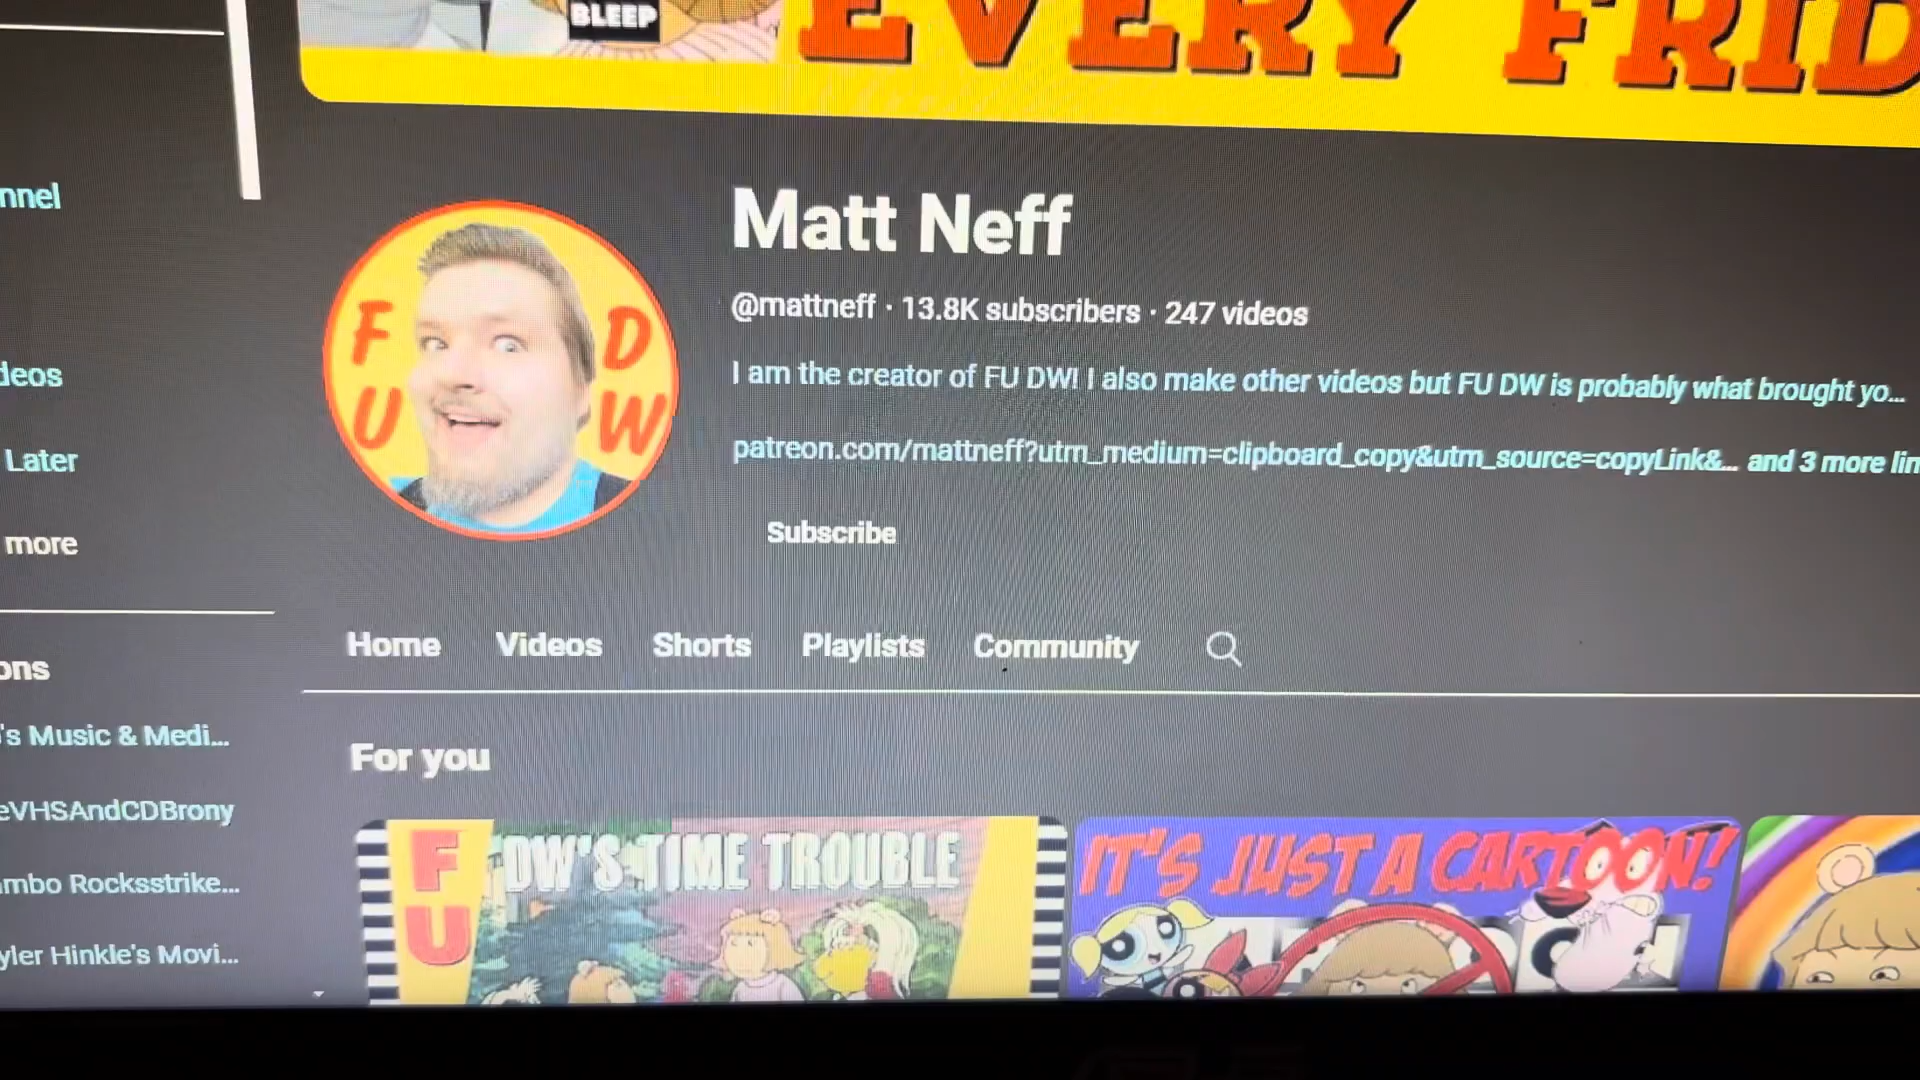 BLEEP
EVERY FRID
nnel
deos
Later
more
ons
's Music & Medi...
eVHSAndCDBrony
mbo Rocksstrike...
yler Hinkle's Movi...
F U
D W
Matt Neff
@mattneff · 13.8K subscribers · 247 videos
I am the creator of FU DW! I also make other videos but FU DW is probably what brought yo...
patreon.com/mattneff?utm_medium=clipboard_copy&utm_source=copyLink&... and 3 more lin
Subscribe
Home Videos Shorts Playlists Community
For you
F U
DW'S TIME TROUBLE
IT'S JUST A CARTOON!